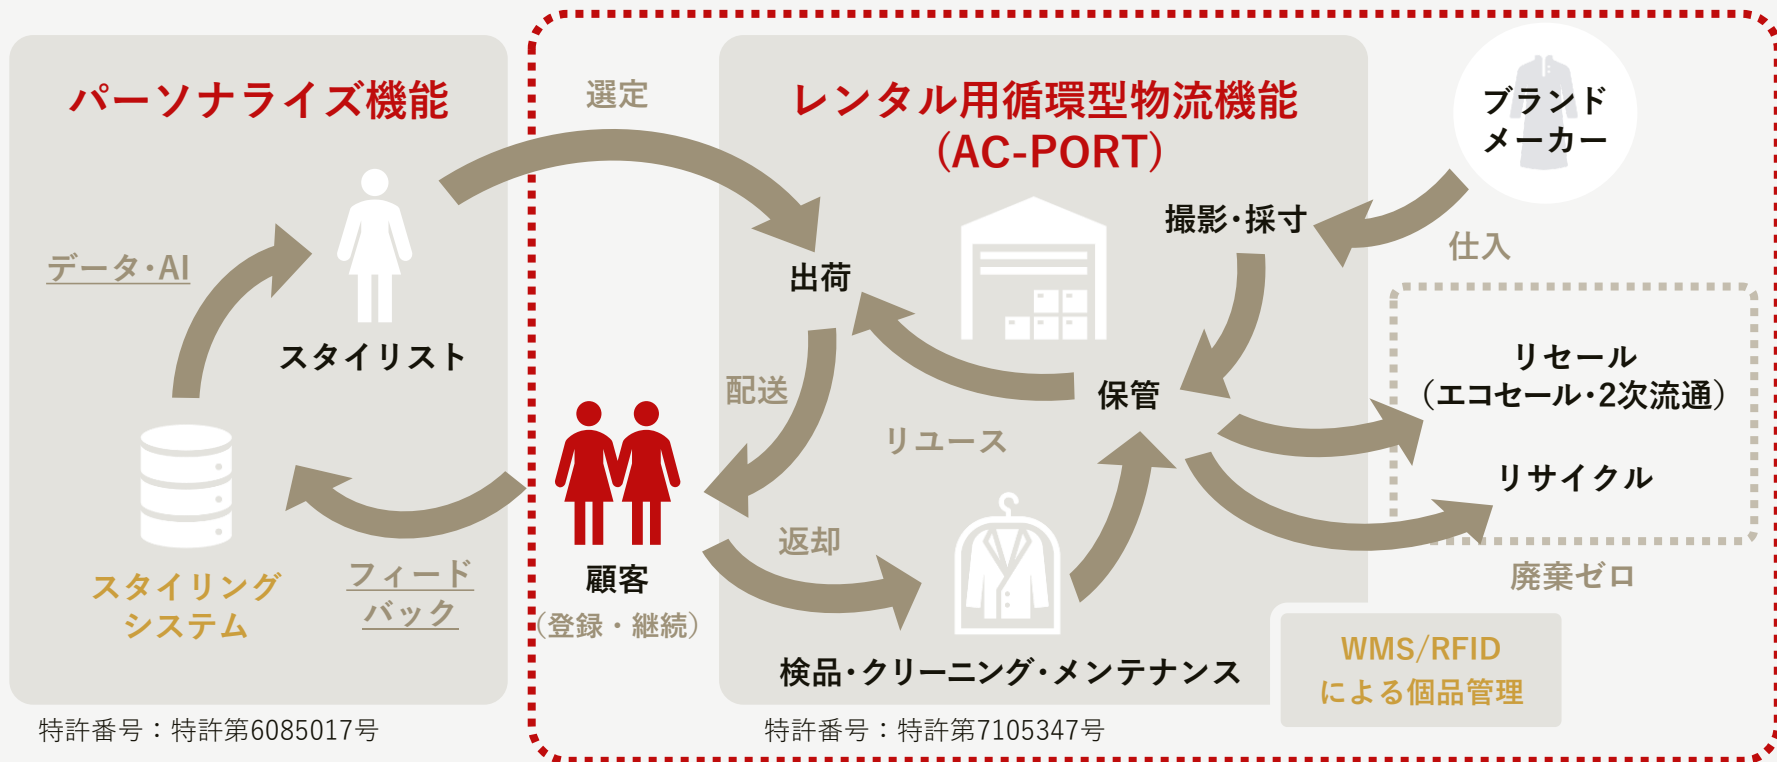 パーソナライズ機能
データ・AI
スタイリスト
スタイリング
システム
フィード
バック
特許番号：特許第6085017号
選定
レンタル用循環型物流機能
(AC-PORT)
ブランド
メーカー
撮影・採寸
仕入
出荷
配送
リユース
保管
リセール
（エコセール・2次流通）
リサイクル
廃棄ゼロ
顧客
（登録・継続）
返却
検品・クリーニング・メンテナンス
WMS/RFID
による個品管理
特許番号：特許第7105347号